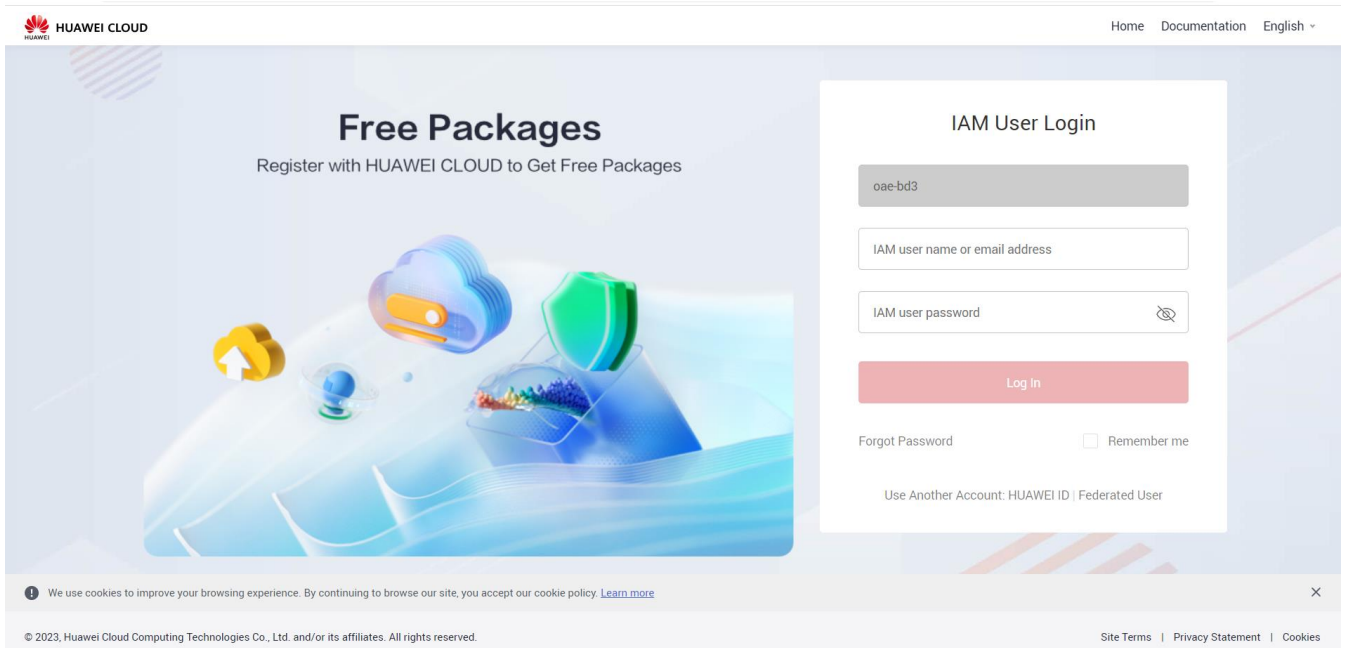 HUAWEI
HUAWEI CLOUD
Home Documentation English
Free Packages
Register with HUAWEI CLOUD to Get Free Packages
IAM User Login
oae-bd3
IAM user name or email address
IAM user password
Log In
Forgot Password
Remember me
Use Another Account: HUAWEI ID | Federated User
We use cookies to improve your browsing experience. By continuing to browse our site, you accept our cookie policy. Learn more
© 2023, Huawei Cloud Computing Technologies Co., Ltd. and/or its affiliates. All rights reserved.
Site Terms | Privacy Statement | Cookies